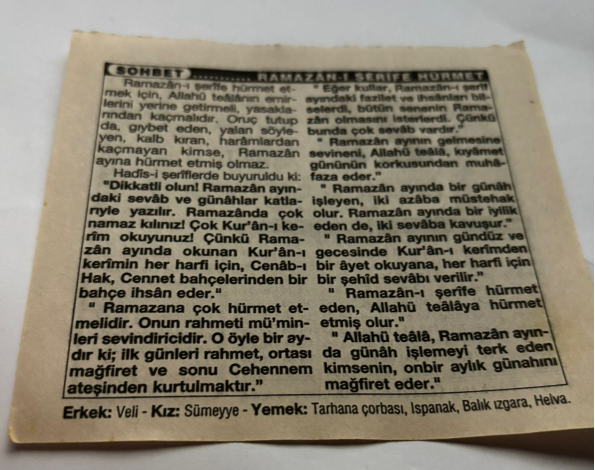 SOHBET ............ RAMAZÂN-I ŞERİFE HÜRMET
Ramazân-ı şerîfe hürmet et-
mek için, Allahü teâlânın emir-
lerini yerine getirmeli, yasakla-
rından kaçmalıdır. Oruç tutup
da, gıybet eden, yalan söyle-
yen, kalb kıran, harâmlardan
kaçmayan kimse, Ramazân
ayına hürmet etmiş olmaz.
Hadîs-i şerîflerde buyuruldu ki:
"Dikkatli olun! Ramazân ayın-
daki sevâb ve günâhlar katla-
rıyle yazılır. Ramazânda çok
namaz kılınız! Çok Kur'ân-ı ke-
rîm okuyunuz! Çünkü Rama-
zân ayında okunan Kur'ân-ı
kerîmin her harfi için, Cenâb-ı
Hak, Cennet bahçelerinden bir
bahçe ihsân eder."
" Ramazana çok hürmet et-
melidir. Onun rahmeti mü'min-
leri sevindiricidir. O öyle bir ay-
dır ki; ilk günleri rahmet, ortası
mağfiret ve sonu Cehennem
ateşinden kurtulmaktır."
" Eğer kullar, Ramazân-ı şerîf
ayındaki fazîlet ve ihsânları bil-
selerdi, bütün senenin Rama-
zân olmasını isterlerdi. Çünkü
bunda çok sevâb vardır."
" Ramazân ayının gelmesine
sevineni, Allahü teâlâ, kıyâmet
gününün korkusundan muhâ-
faza eder."
" Ramazân ayında bir günâh
işleyen, iki azâba müstehak
olur. Ramazân ayında bir iyilik
eden de, iki sevâba kavuşur."
" Ramazân ayının gündüz ve
gecesinde Kur'ân-ı kerîmden
bir âyet okuyana, her harfi için
bir şehîd sevâbı verilir."
" Ramazân-ı şerîfe hürmet
eden, Allahü teâlâya hürmet
etmiş olur."
" Allahü teâlâ, Ramazân ayın-
da günâh işlemeyi terk eden
kimsenin, onbir aylık günahını
mağfiret eder."
Erkek: Veli - Kız: Sümeyye - Yemek: Tarhana çorbası, Ispanak, Balık ızgara, Helva.